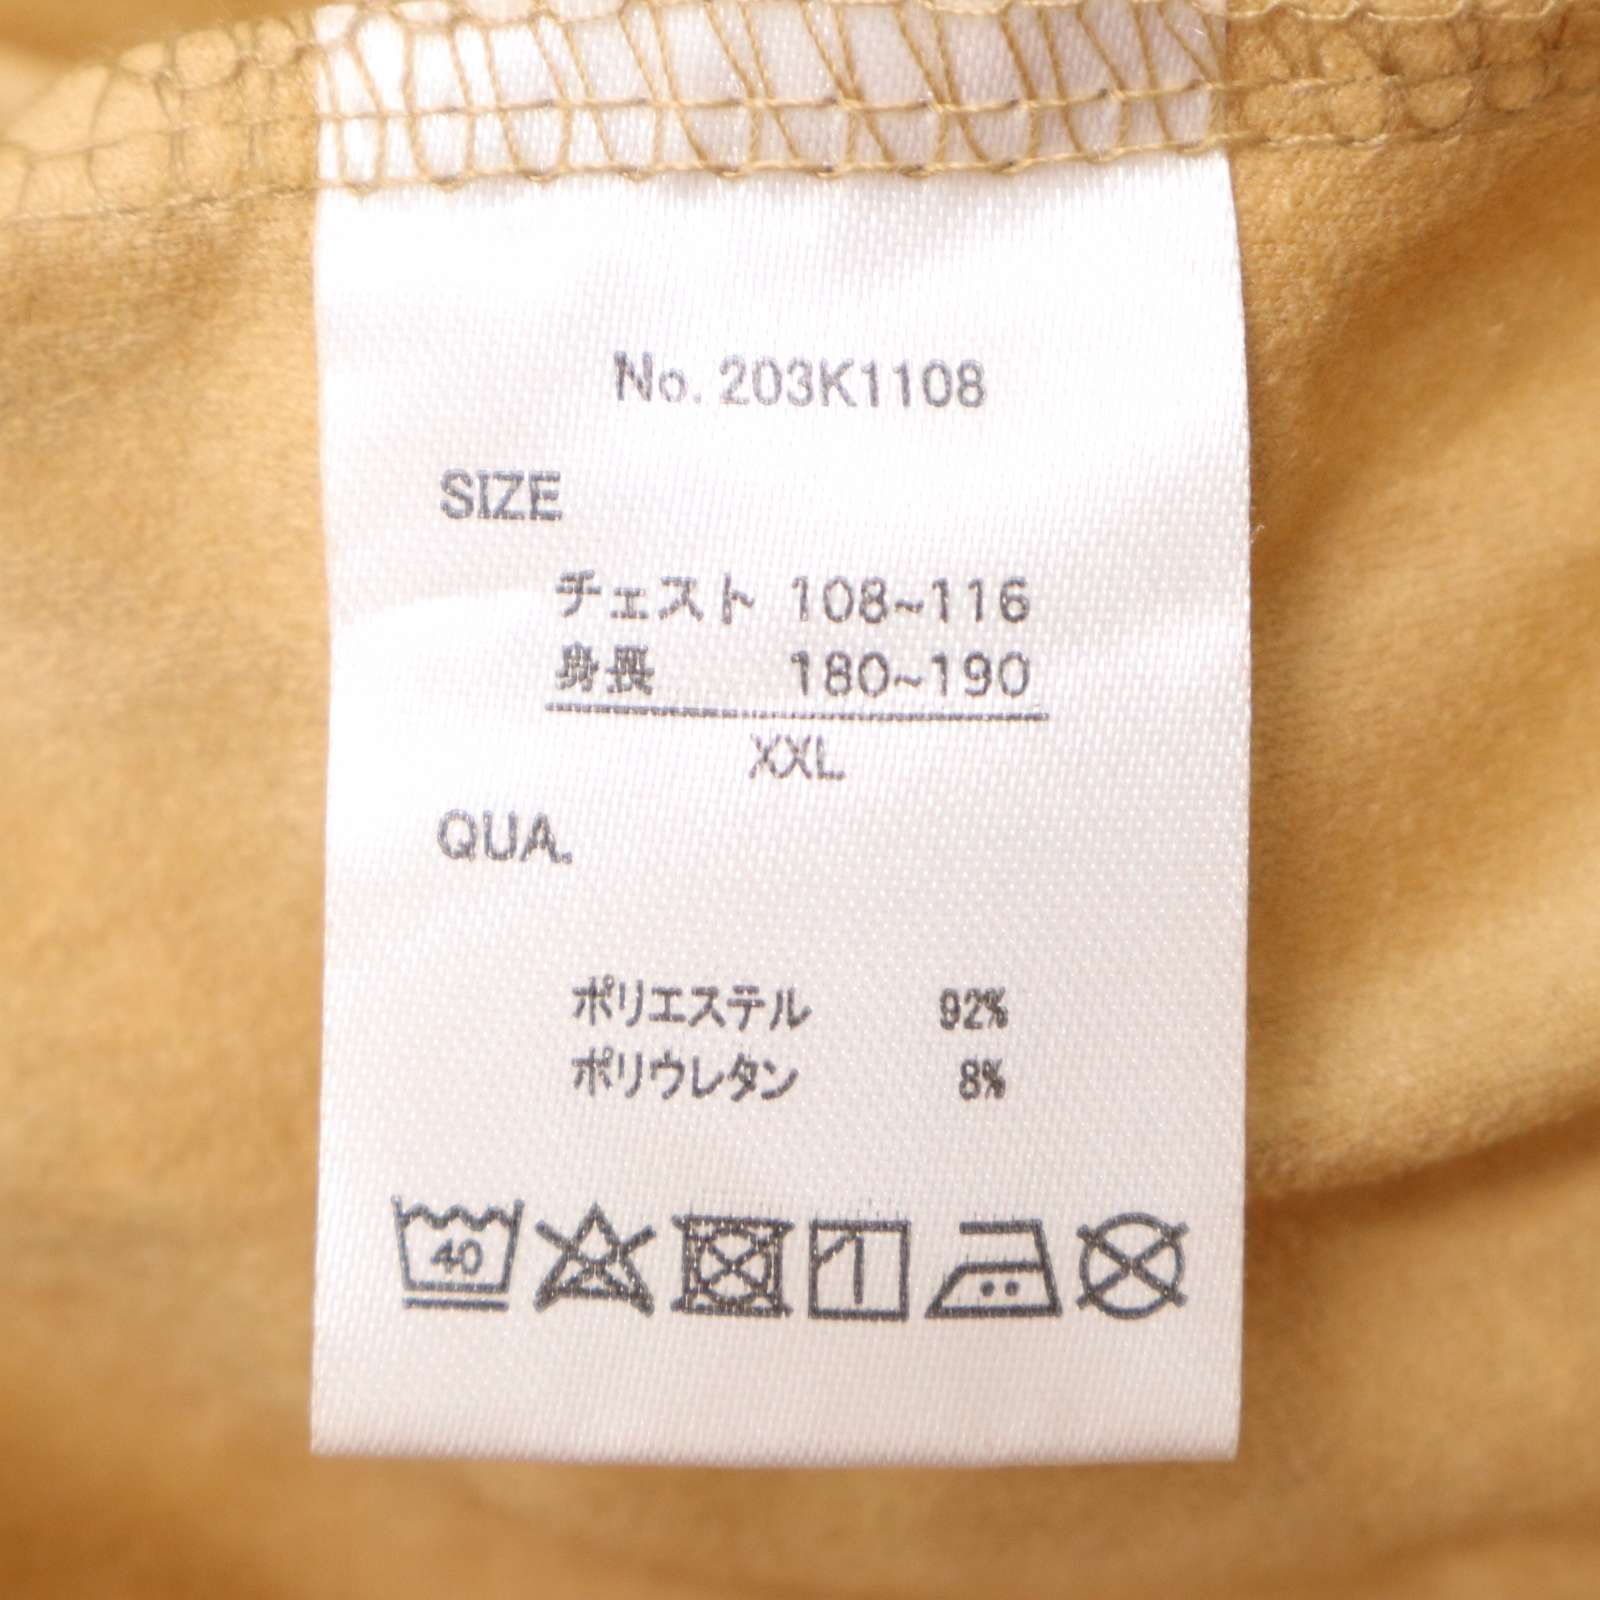 No. 203K1108
SIZE
チェスト 108~116
身長 180~190
XXL
QUA.
ポリエステル 92%
ポリウレタン 8%
40